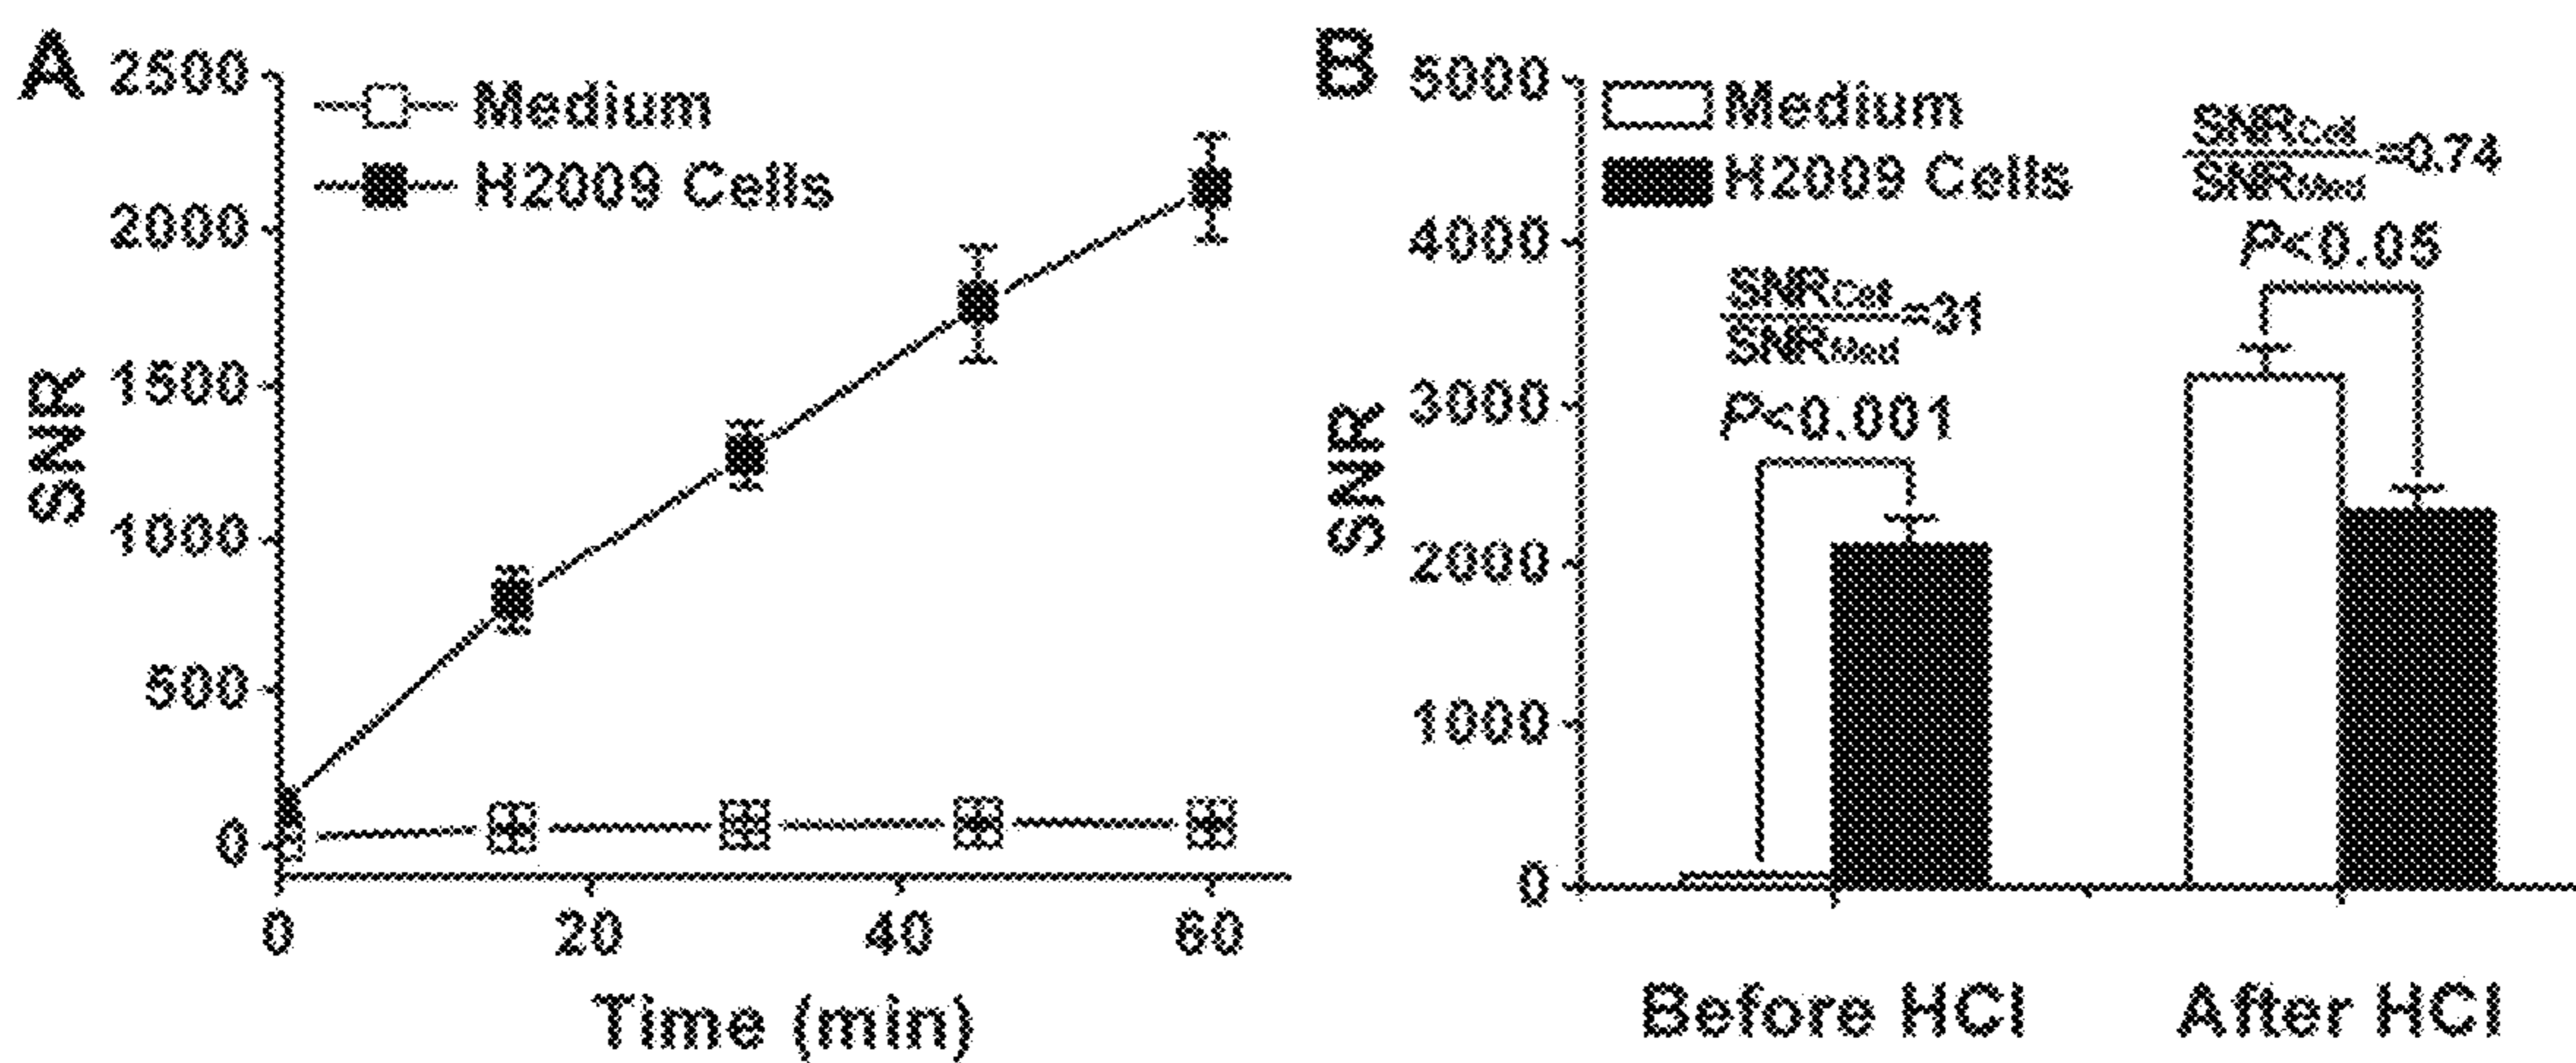 A
2500
2000
1500
1000
500
0
SNR
Medium
H2009 Cells
0 20 40 60
Time (min)
B
5000
4000
3000
2000
1000
0
SNR
Medium
H2009 Cells
SNRCell
SNRMed
=31
P<0.001
SNRCell
SNRMed
=0.74
P<0.05
Before HCl After HCl